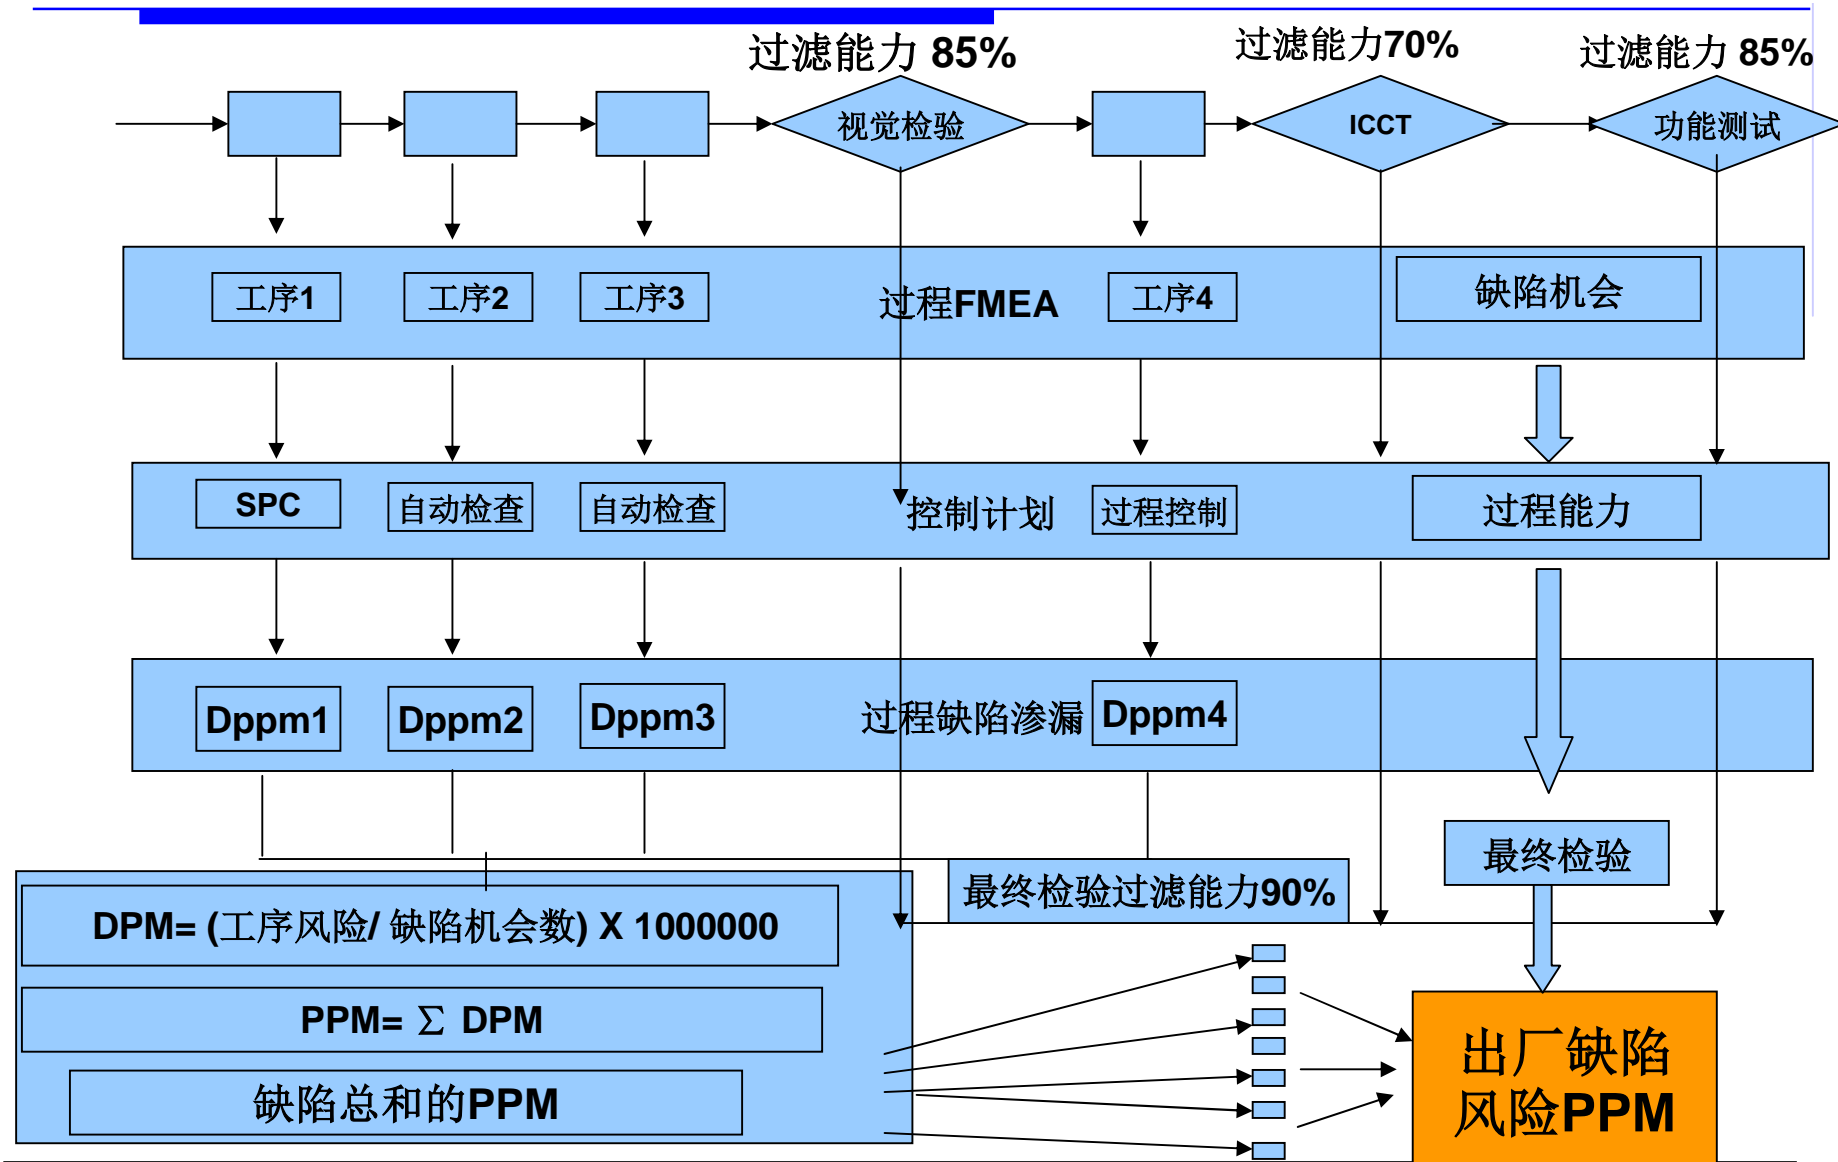 过滤能力 85%
过滤能力70%
过滤能力 85%
视觉检验
ICCT
功能测试
工序1
工序2
工序3
过程FMEA
工序4
缺陷机会
SPC
自动检查
自动检查
控制计划
过程控制
过程能力
Dppm1
Dppm2
Dppm3
过程缺陷渗漏
Dppm4
最终检验
最终检验过滤能力90%
DPM= (工序风险/ 缺陷机会数) X 1000000
PPM= ∑ DPM
缺陷总和的PPM
出厂缺陷
风险PPM